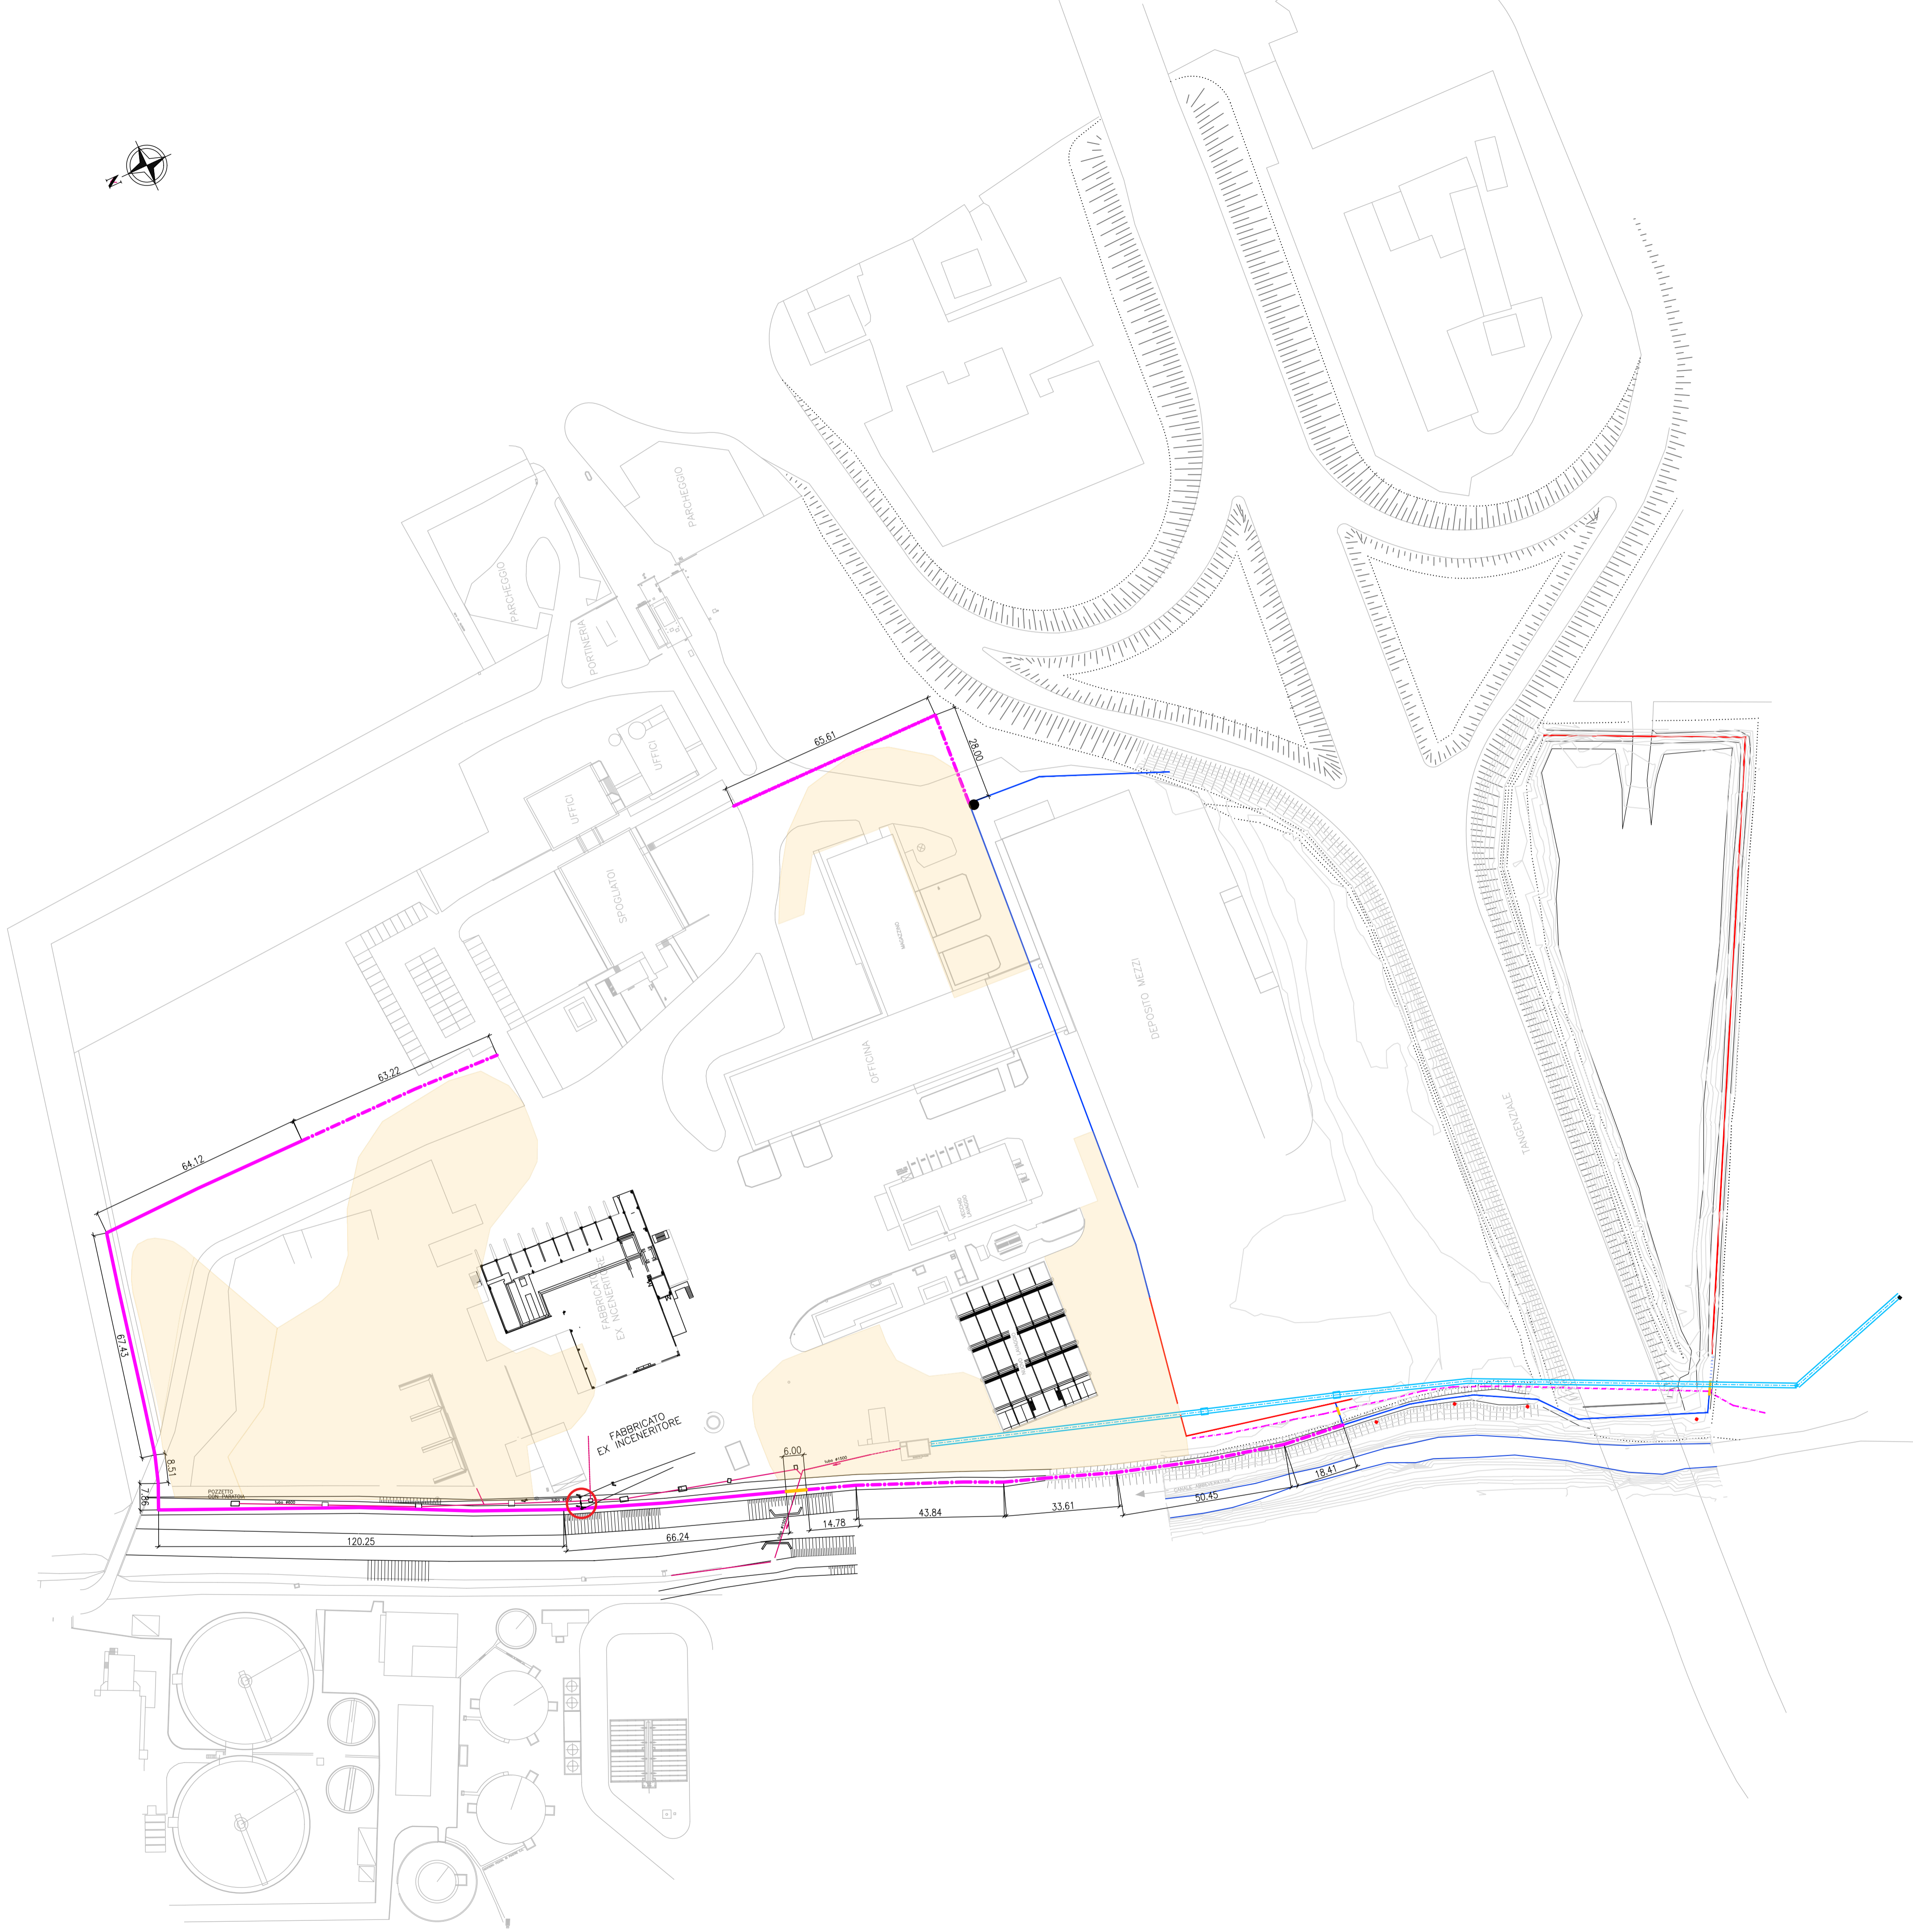 N
PARCHEGGIO
PARCHEGGIO
PORTINERIA
UFFICI
UFFICI
SPOGLIATOI
65.61
28.00
MAGAZZINO
OFFICINA
DEPOSITO MEZZI
TANGENZIALE
63.22
64.12
67.43
8.51
7.86
FABBRICATO
EX INCENERITORE
FABBRICATO
EX INCENERITORE
POZZETTO
CON PARATOIA
6.00
120.25
66.24
14.78
43.84
33.61
50.45
18.41